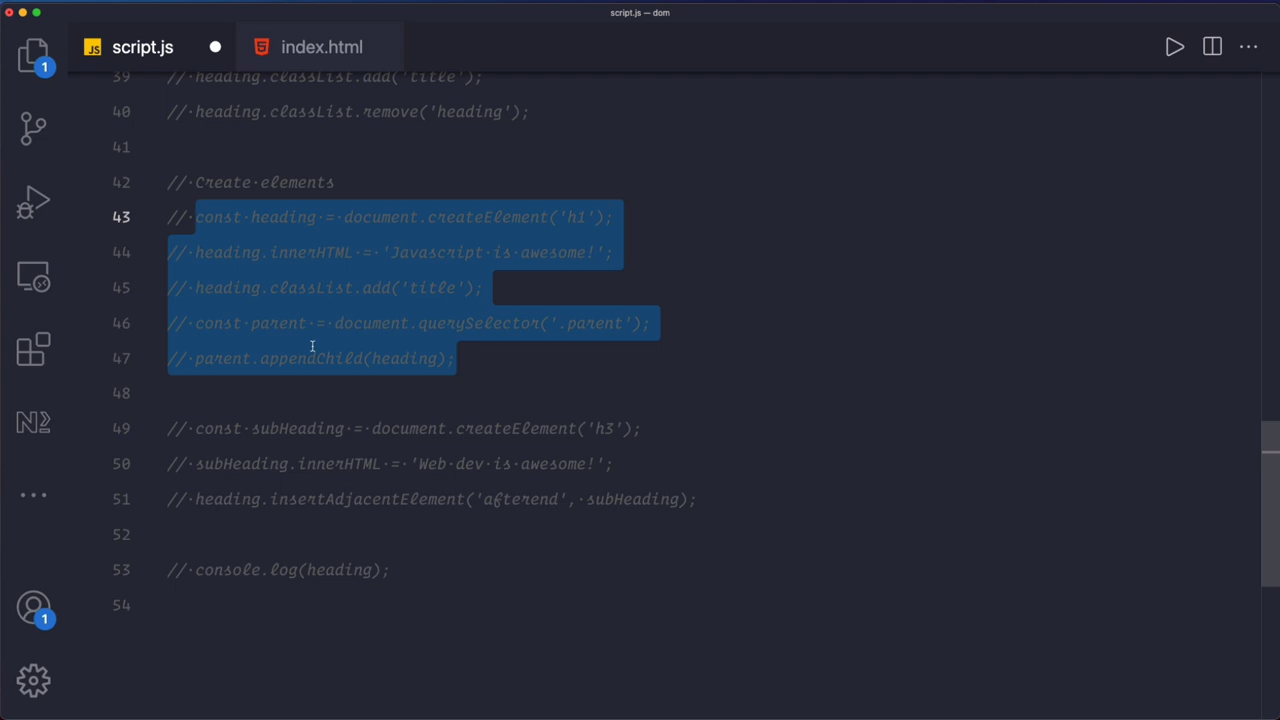 script.js — dom
JS script.js
index.html
1
39 // heading.classList.add('title');
40 // heading.classList.remove('heading');
41
42 // Create elements
43 // const heading = document.createElement('h1');
44 // heading.innerHTML = 'Javascript is awesome!';
45 // heading.classList.add('title');
46 // const parent = document.querySelector('.parent');
47 // parent.appendChild(heading);
48
49 // const subHeading = document.createElement('h3');
50 // subHeading.innerHTML = 'Web dev is awesome!';
51 // heading.insertAdjacentElement('afterend', subHeading);
52
53 // console.log(heading);
54
1